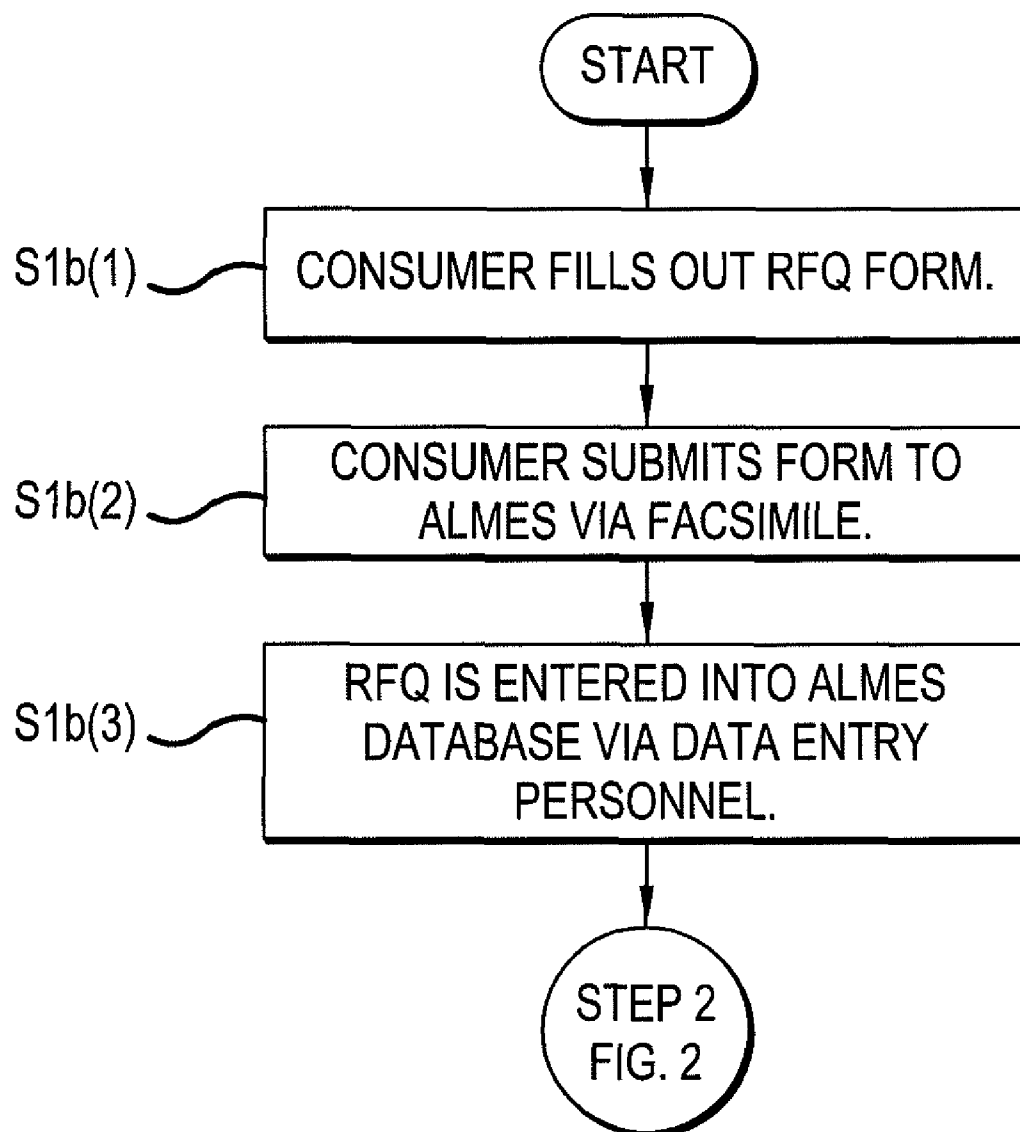 START
S1b(1)
CONSUMER FILLS OUT RFQ FORM.
S1b(2)
CONSUMER SUBMITS FORM TO
ALMES VIA FACSIMILE.
S1b(3)
RFQ IS ENTERED INTO ALMES
DATABASE VIA DATA ENTRY
PERSONNEL.
STEP 2
FIG. 2